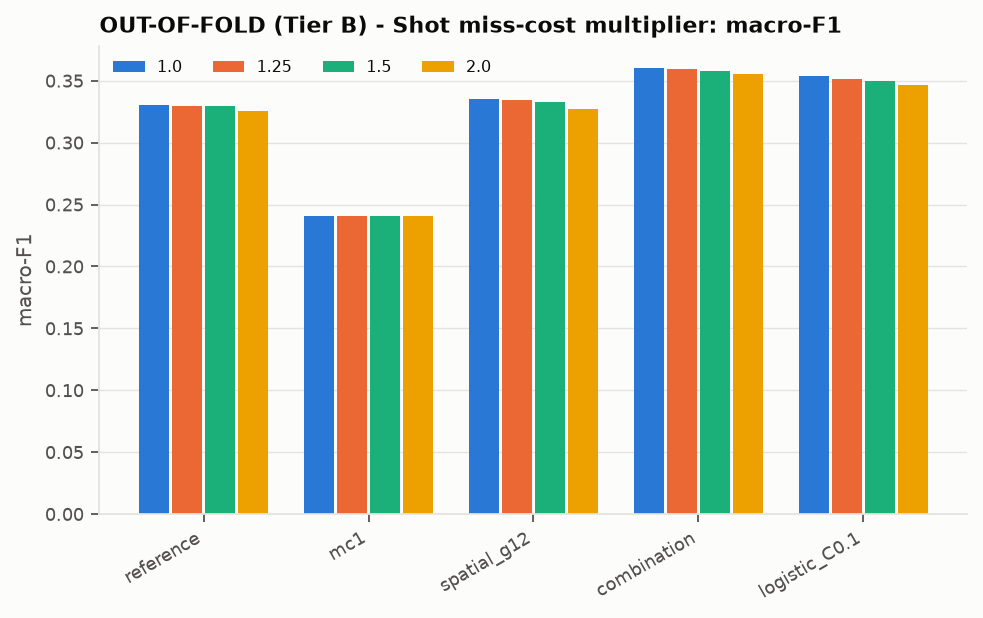 OUT-OF-FOLD (Tier B) - Shot miss-cost multiplier: macro-F1
1.0 1.25 1.5 2.0
macro-F1
0.35
0.30
0.25
0.20
0.15
0.10
0.05
0.00
reference mc1 spatial_g12 combination logistic_C0.1